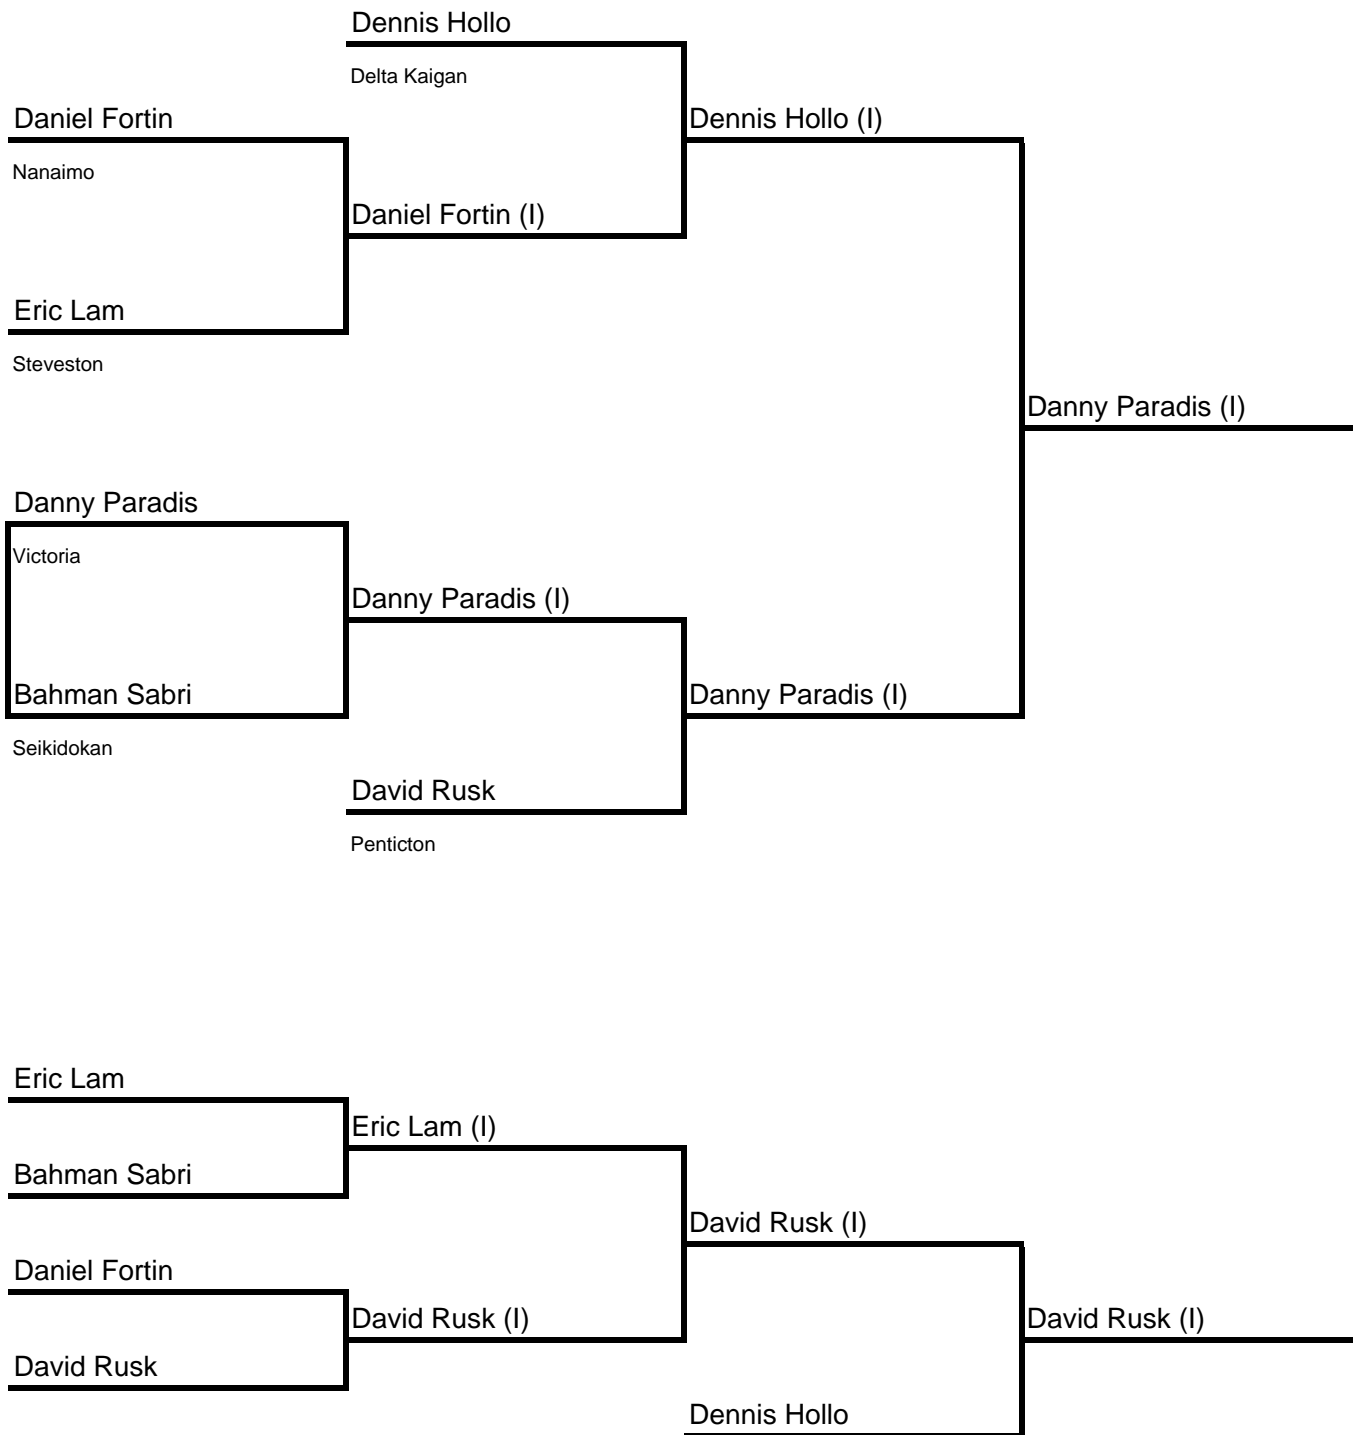 Dennis Hollo
Delta Kaigan
Daniel Fortin
Dennis Hollo (I)
Nanaimo
Daniel Fortin (I)
Eric Lam
Steveston
Danny Paradis (I)
Danny Paradis
Victoria
Danny Paradis (I)
Bahman Sabri
Danny Paradis (I)
Seikidokan
David Rusk
Penticton
Eric Lam
Eric Lam (I)
Bahman Sabri
David Rusk (I)
Daniel Fortin
David Rusk (I)
David Rusk (I)
David Rusk
Dennis Hollo